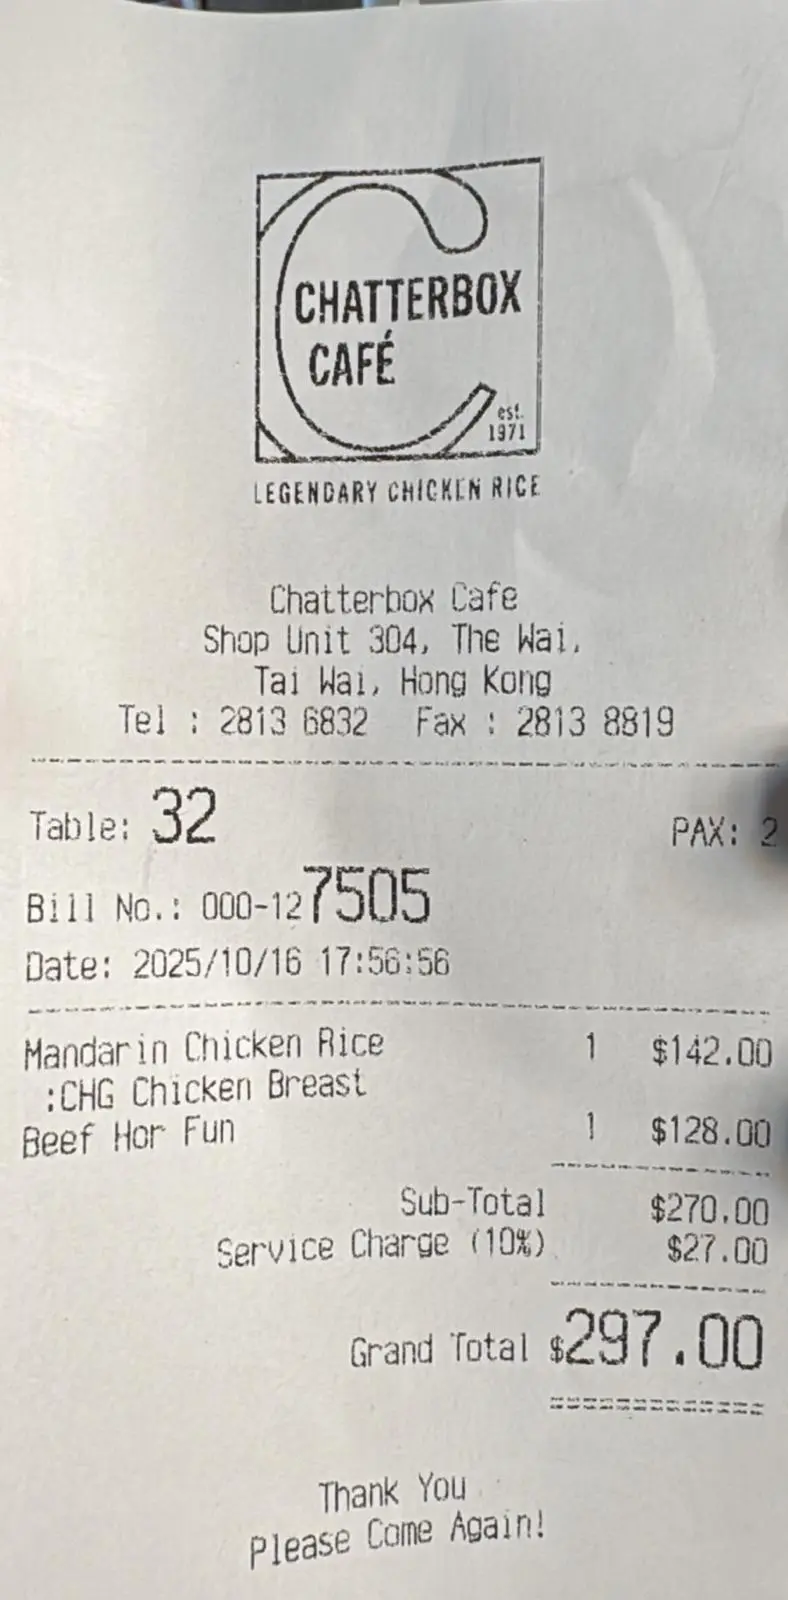 CHATTERBOX
CAFÉ
est.
1971
LEGENDARY CHICKEN RICE
Chatterbox Cafe
Shop Unit 304, The Wai,
Tai Wai, Hong Kong
Tel : 2813 6832 Fax : 2813 8819
Table: 32 PAX: 2
Bill No.: 000-127505
Date: 2025/10/16 17:56:56
Mandarin Chicken Rice 1 $142.00
:CHG Chicken Breast
Beef Hor Fun 1 $128.00
Sub-Total $270.00
Service Charge (10%) $27.00
Grand Total $297.00
Thank You
Please Come Again!